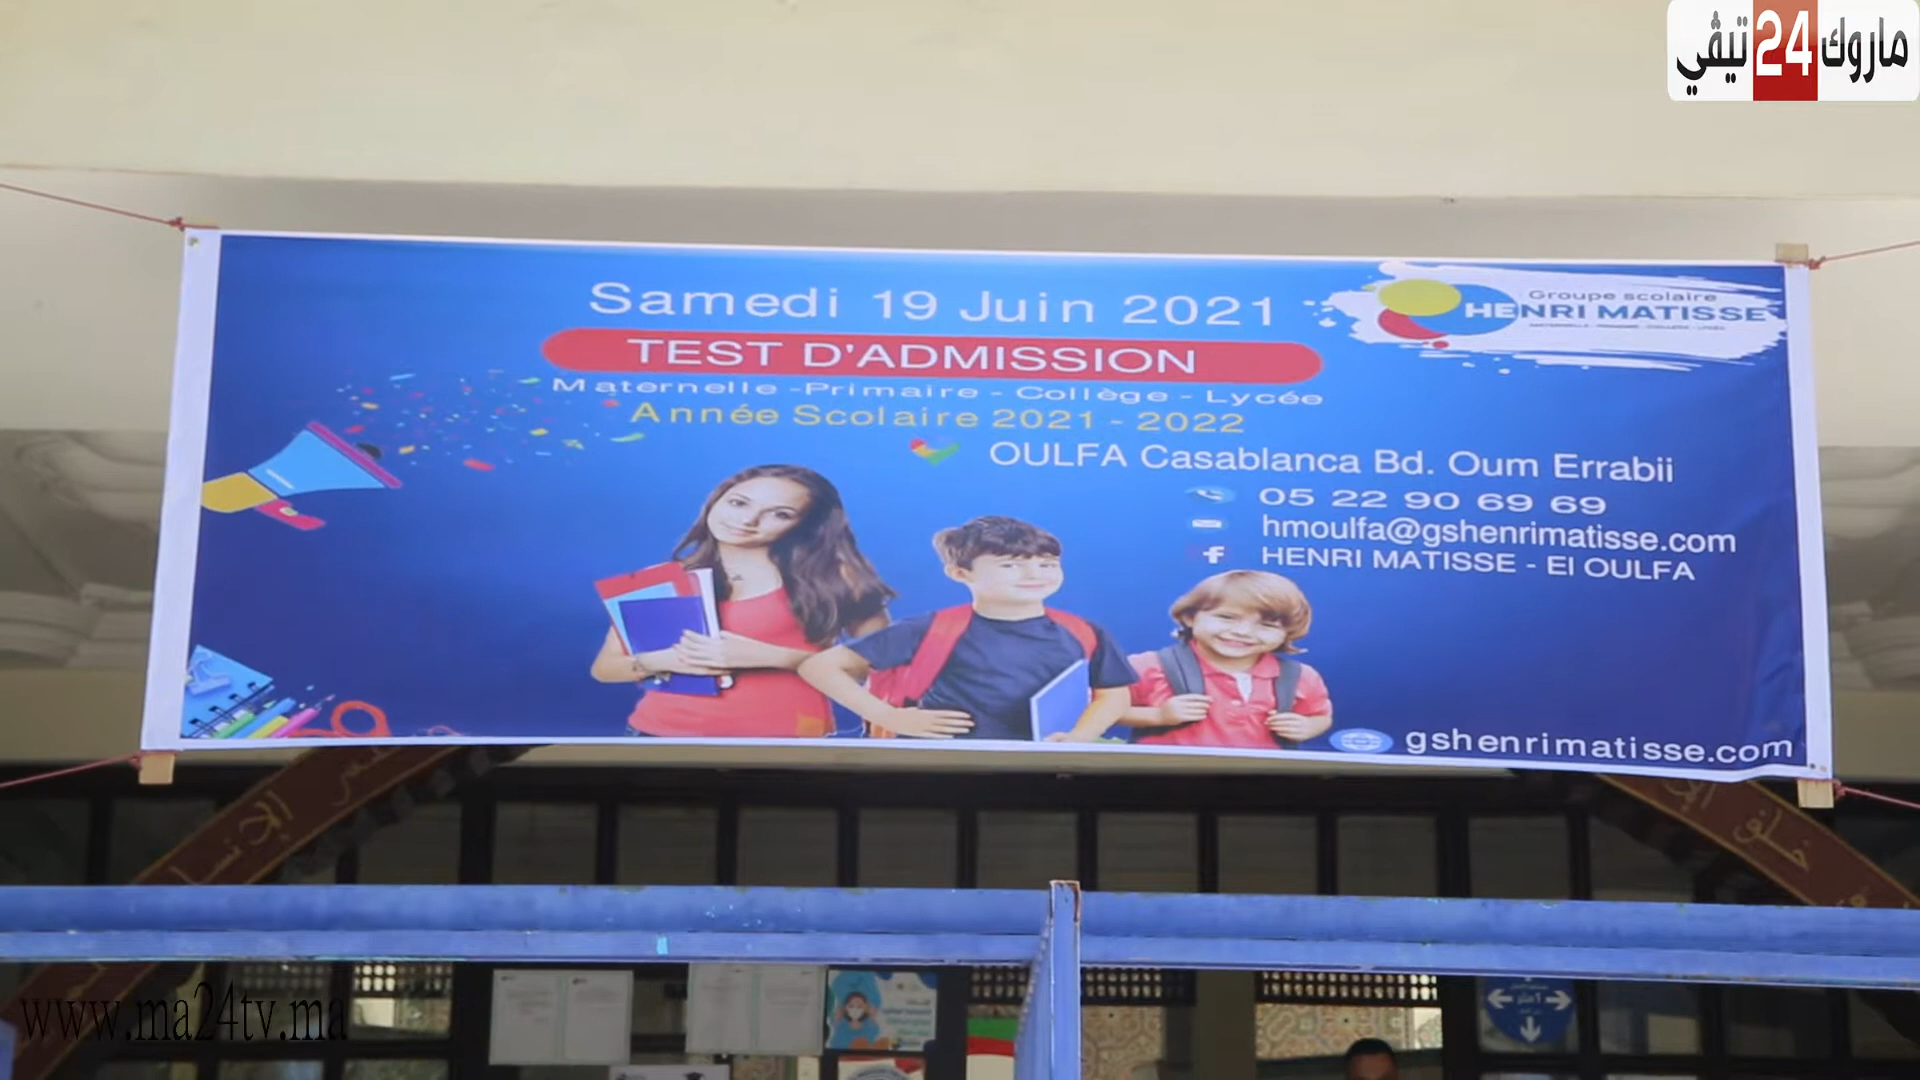 ماروك 24 تيڤي
Samedi 19 Juin 2021
Groupe scolaire
HENRI MATISSE
TEST D'ADMISSION
Maternelle - Primaire - Collège - Lycée
Année Scolaire 2021 - 2022
OULFA Casablanca Bd. Oum Errabii
05 22 90 69 69
hmoulfa@gshenrimatisse.com
HENRI MATISSE - El OULFA
gshenrimatisse.com
www.ma24tv.ma